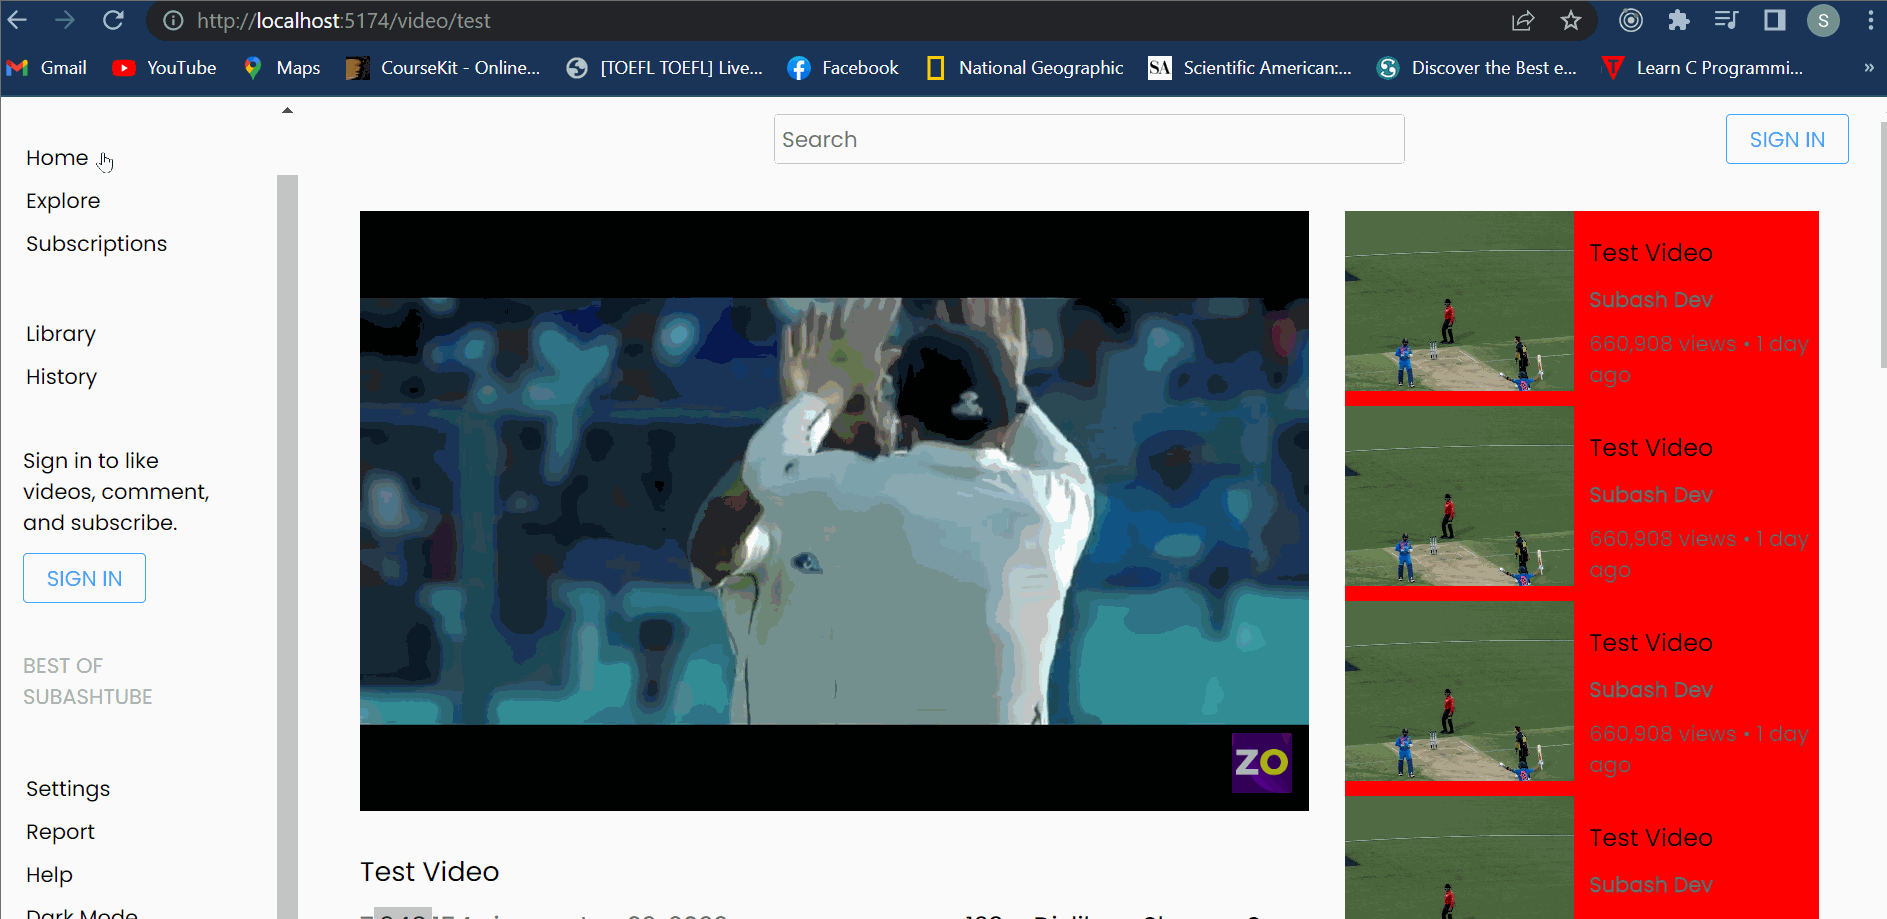 http://localhost:5174/video/test
S
Gmail
YouTube
Maps
CourseKit - Online...
[TOEFL TOEFL] Live...
Facebook
National Geographic
SA
Scientific American:...
Discover the Best e...
Learn C Programmi...
»
Home
Explore
Subscriptions
Library
History
Sign in to like
videos, comment,
and subscribe.
SIGN IN
BEST OF
SUBASHTUBE
Settings
Report
Help
Dark Mode
Search
SIGN IN
ZO
Test Video
Test Video
Subash Dev
660,908 views • 1 day
ago
Test Video
Subash Dev
660,908 views • 1 day
ago
Test Video
Subash Dev
660,908 views • 1 day
ago
Test Video
Subash Dev